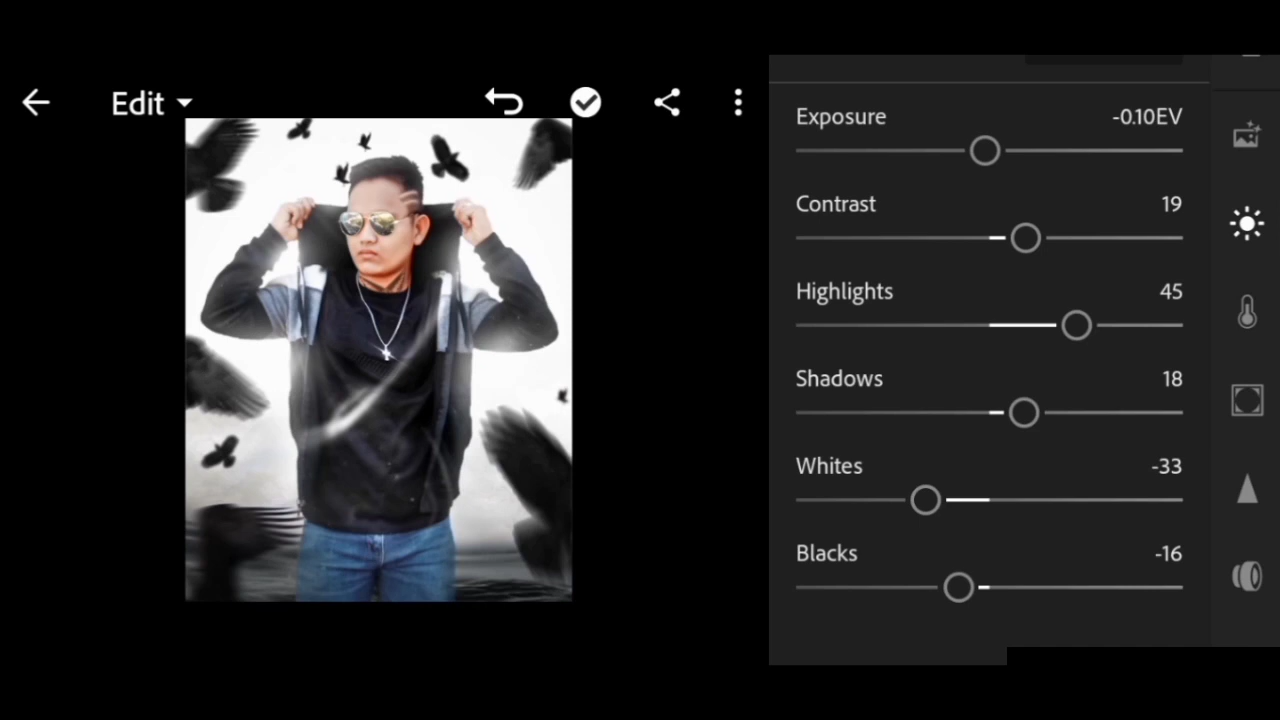 Edit
Exposure -0.10EV
Contrast 19
Highlights 45
Shadows 18
Whites -33
Blacks -16